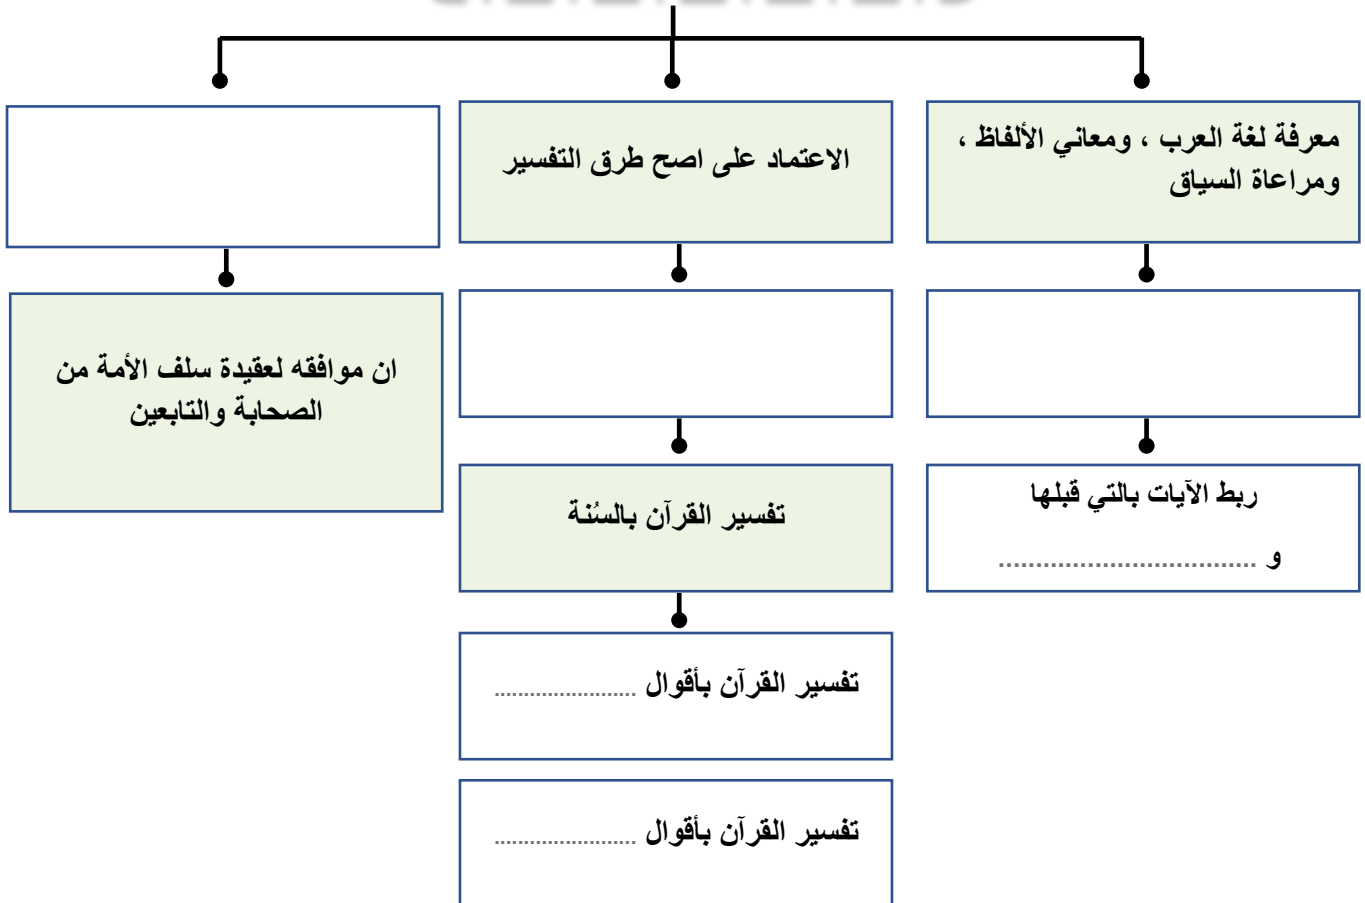 معرفة لغة العرب ، ومعاني الألفاظ ،
ومراعاة السياق
الاعتماد على اصح طرق التفسير
ان موافقه لعقيدة سلف الأمة من
الصحابة والتابعين
تفسير القرآن بالسُنة
ربط الآيات بالتي قبلها
و ...................................
تفسير القرآن بأقوال ........................
تفسير القرآن بأقوال ........................